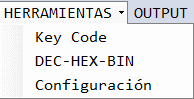 HERRAMIENTAS OUTPUT
Key Code
DEC-HEX-BIN
Configuración